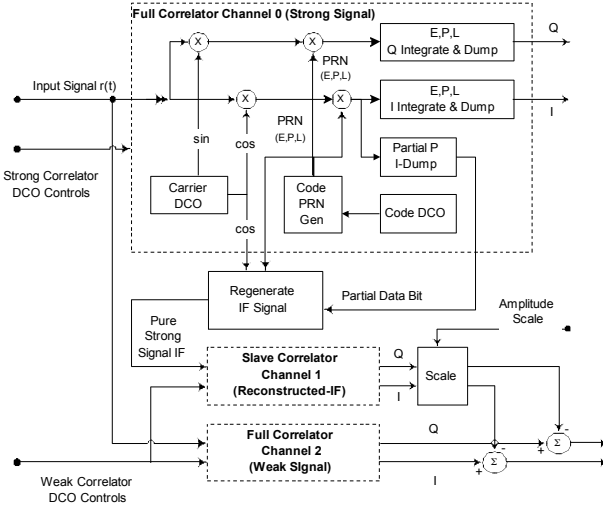 Full Correlator Channel 0 (Strong Signal)
X
X
PRN
(E,P,L)
E,P,L
Q Integrate & Dump
Q
Input Signal r(t)
X
X
PRN
(E,P,L)
E,P,L
I Integrate & Dump
I
sin
cos
Partial P
I-Dump
Strong Correlator
DCO Controls
Carrier
DCO
Code
PRN
Gen
Code DCO
cos
Regenerate
IF Signal
Partial Data Bit
Amplitude
Scale
Pure
Strong
Signal IF
Slave Correlator
Channel 1
(Reconstructed-IF)
Q
I
Scale
Full Correlator
Channel 2
(Weak SIgnal)
Q
I
-
+
Σ
-
+
Σ
Weak Correlator
DCO Controls